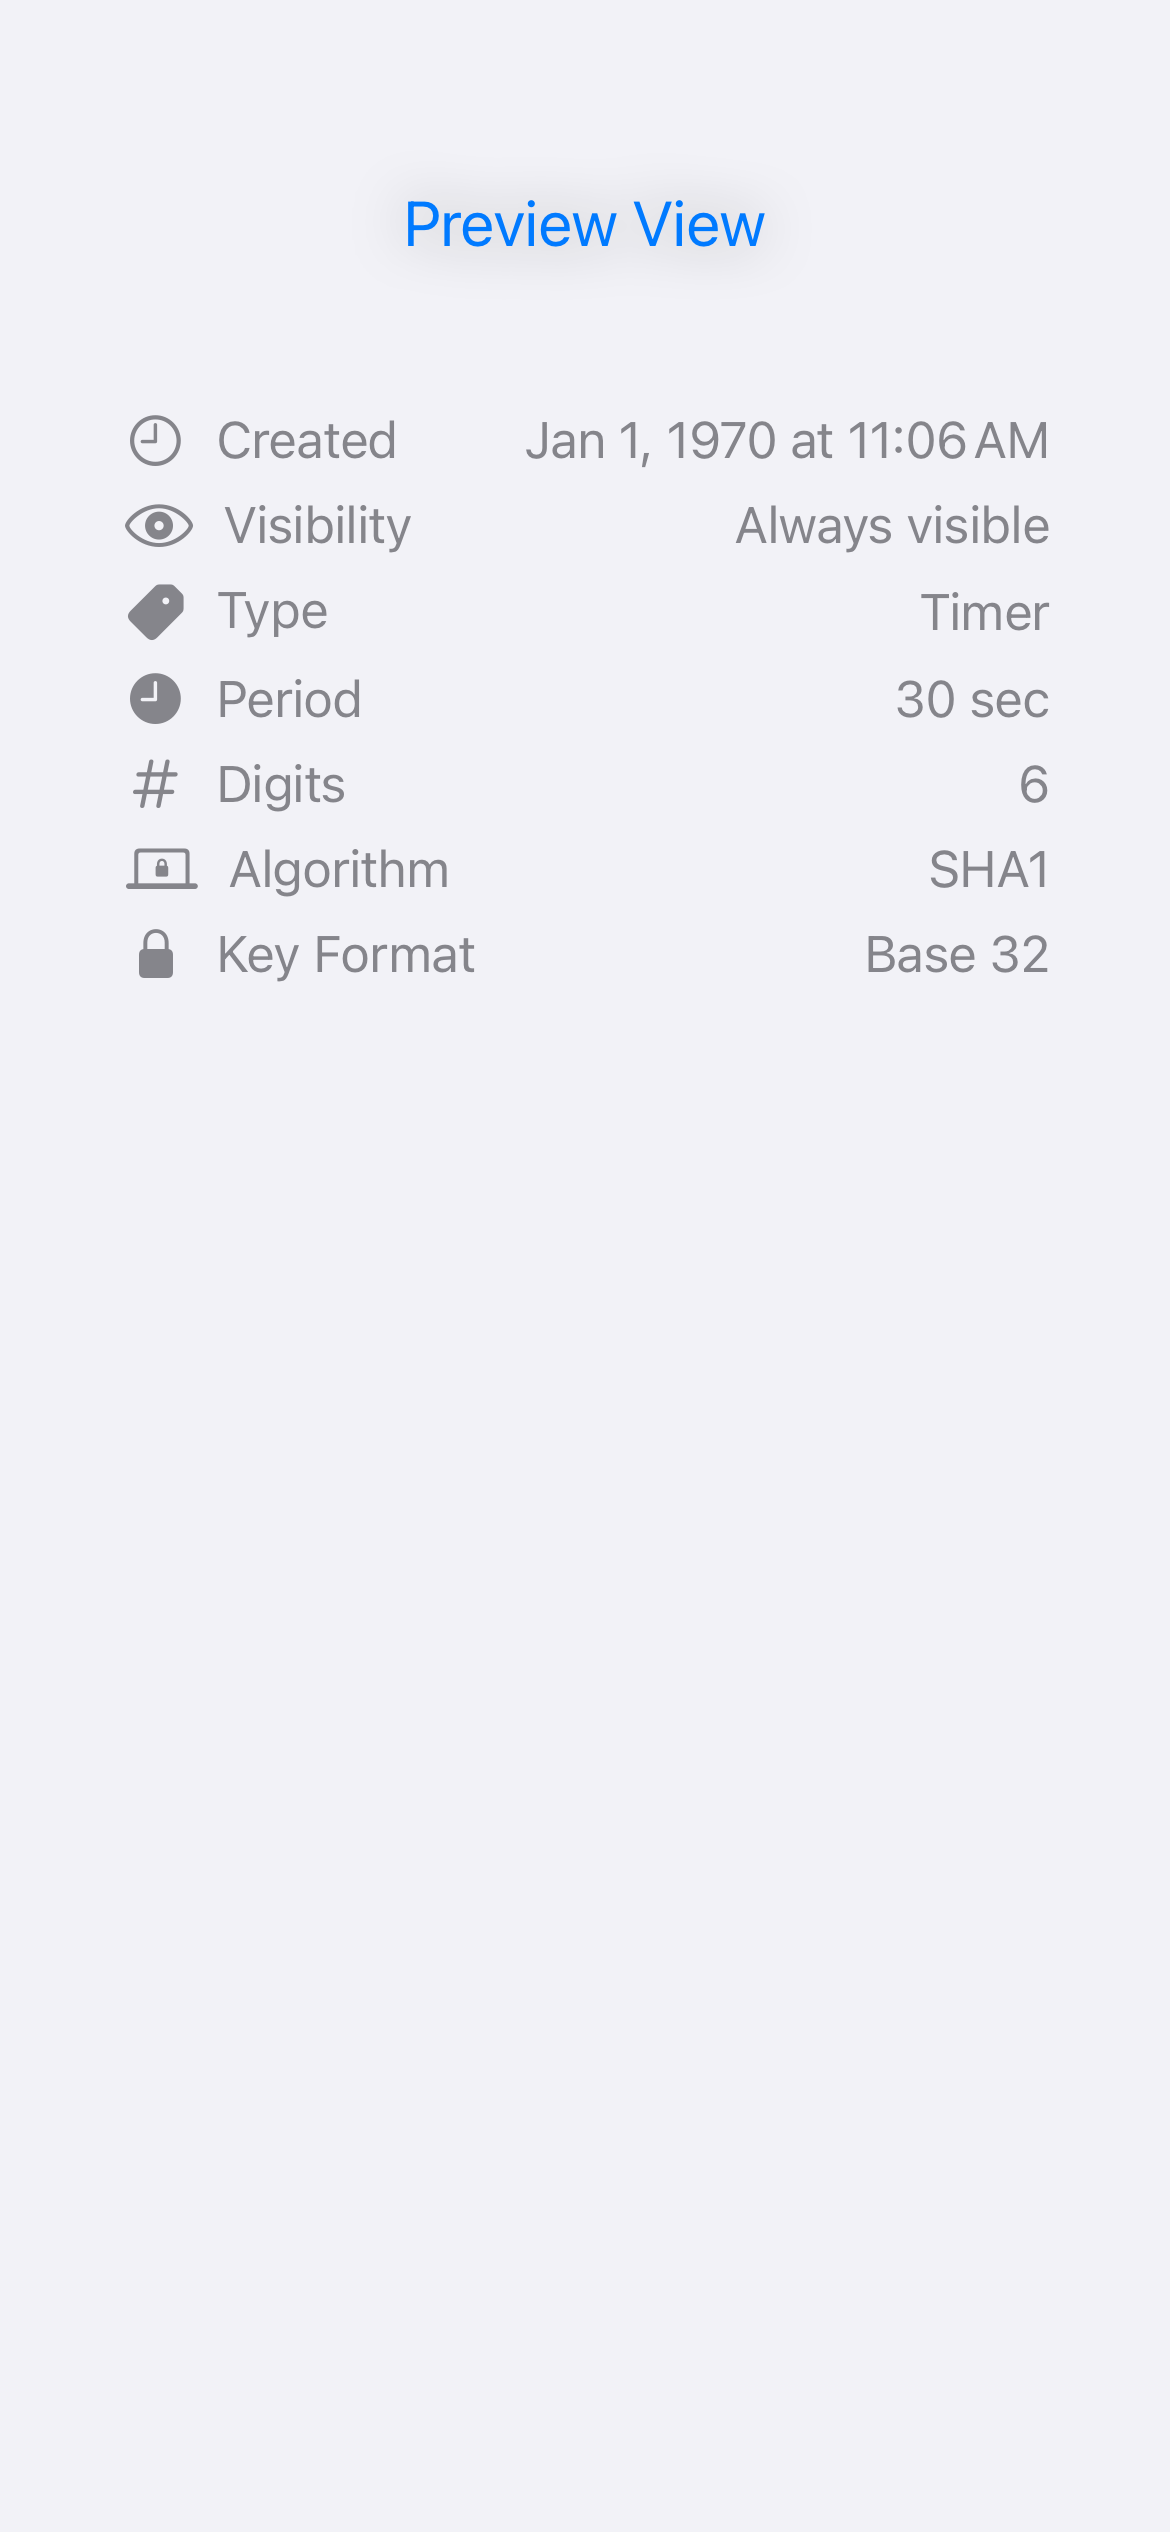 Preview View
Created Jan 1, 1970 at 11:06 AM
Visibility Always visible
Type Timer
Period 30 sec
Digits 6
Algorithm SHA1
Key Format Base 32